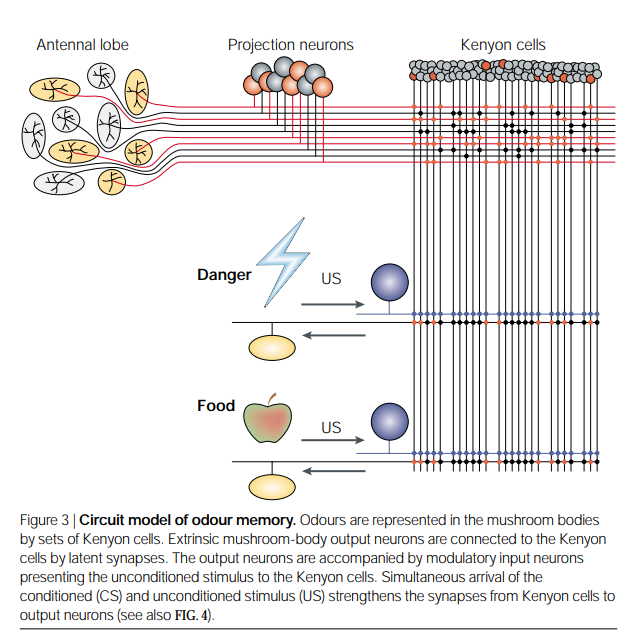 Antennal lobe
Projection neurons
Kenyon cells
Danger
US
Food
US
Figure 3 | Circuit model of odour memory. Odours are represented in the mushroom bodies
by sets of Kenyon cells. Extrinsic mushroom-body output neurons are connected to the Kenyon
cells by latent synapses. The output neurons are accompanied by modulatory input neurons
presenting the unconditioned stimulus to the Kenyon cells. Simultaneous arrival of the
conditioned (CS) and unconditioned stimulus (US) strengthens the synapses from Kenyon cells to
output neurons (see also FIG. 4).